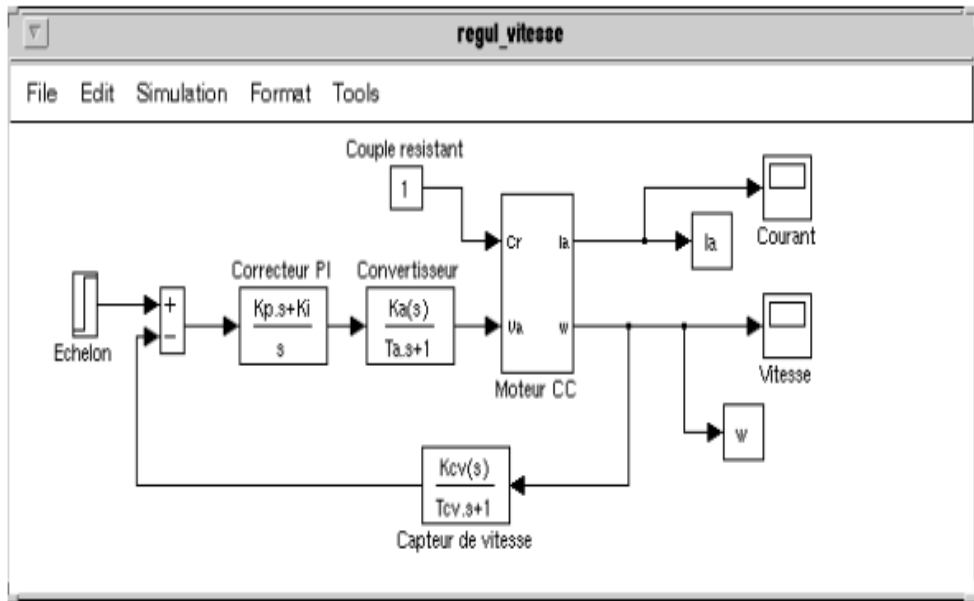 regul_vitesse
File Edit Simulation Format Tools
Couple resistant
1
Cr Ia
Ia
Courant
Correcteur PI
Convertisseur
Echelon
+
−
Kp.s+Ki
s
Ka(s)
Ta.s+1
Va w
Moteur CC
Vitesse
w
Kcv(s)
Tcv.s+1
Capteur de vitesse